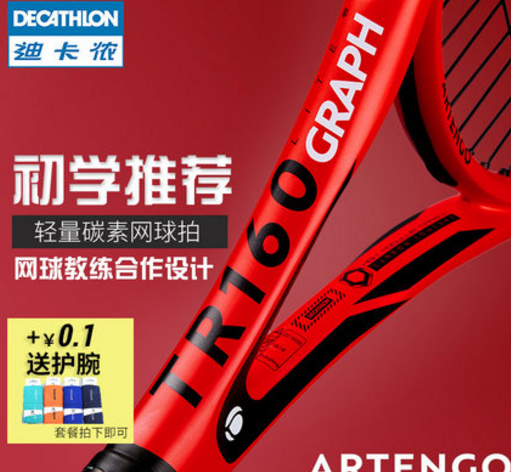 DECATHLON
迪卡侬
初学推荐
轻量碳素网球拍
网球教练合作设计
+¥0.1
送护腕
套餐拍下即可
TR160
GRAPH
ARTENGO
ARTENGO